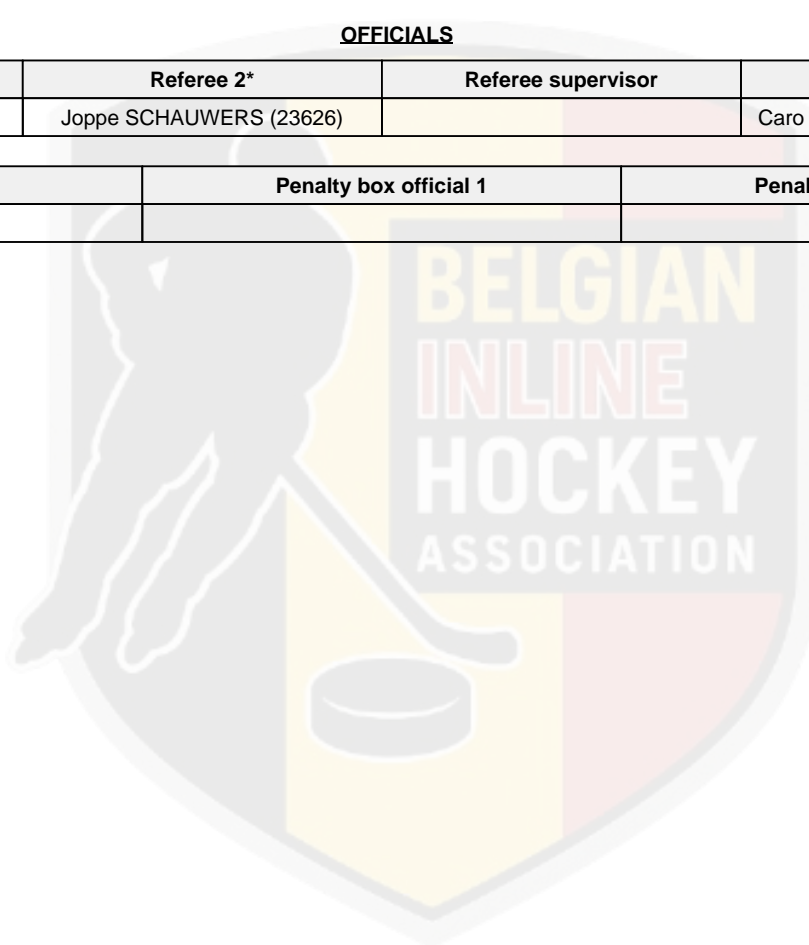 OFFICIALS
Referee 2* Referee supervisor
Joppe SCHAUWERS (23626) Caro
Penalty box official 1 Penal
BELGIAN
INLINE
HOCKEY
ASSOCIATION